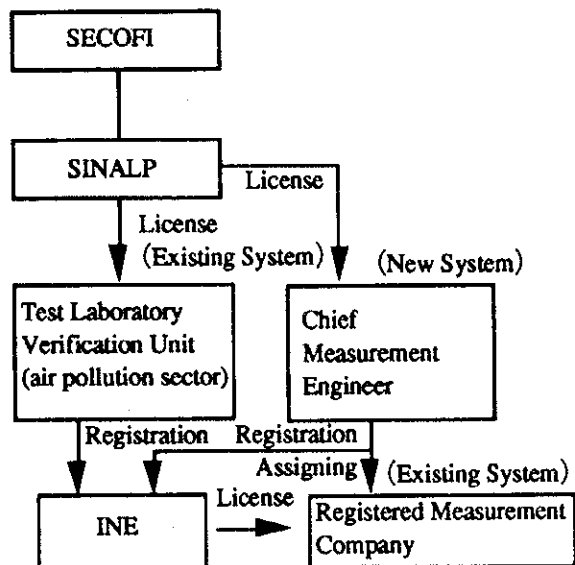 SECOFI
SINALP
License
License
(Existing System)
(New System)
Test Laboratory
Verification Unit
(air pollution sector)
Chief
Measurement
Engineer
Registration
Registration
Assigning
(Existing System)
INE
License
Registered Measurement
Company